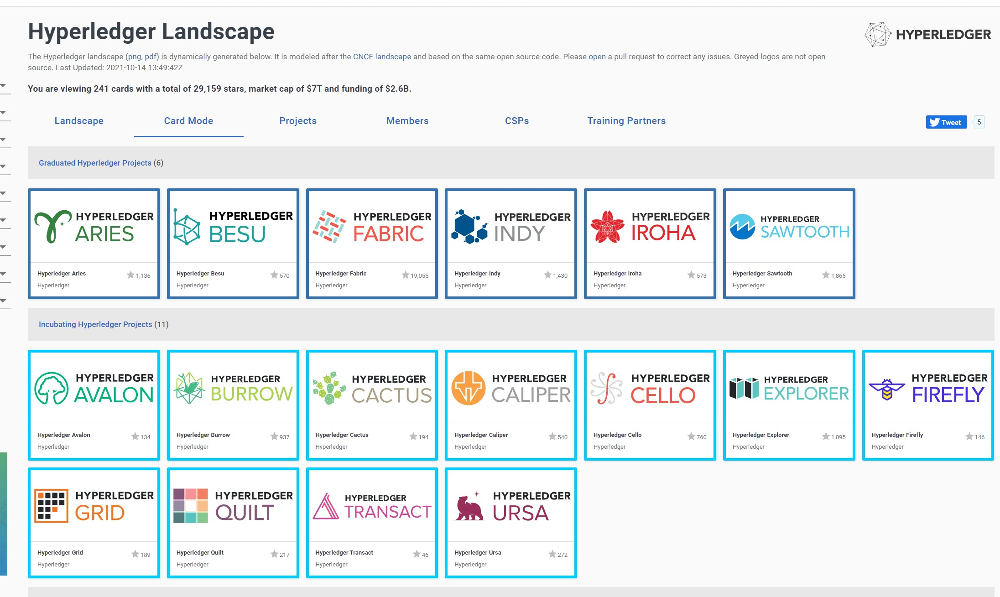 Hyperledger Landscape
HYPERLEDGER
The Hyperledger landscape (png, pdf) is dynamically generated below. It is modeled after the CNCF landscape and based on the same open source code. Please open a pull request to correct any issues. Greyed logos are not open
source. Last Updated: 2021-10-14 13:49:42Z
You are viewing 241 cards with a total of 29,159 stars, market cap of $7T and funding of $2.6B.
Landscape Card Mode Projects Members CSPs Training Partners Tweet 5
Graduated Hyperledger Projects (6)
HYPERLEDGER
ARIES
Hyperledger Aries 1,136
Hyperledger
HYPERLEDGER
BESU
Hyperledger Besu 570
Hyperledger
HYPERLEDGER
FABRIC
Hyperledger Fabric 19,055
Hyperledger
HYPERLEDGER
INDY
Hyperledger Indy 1,430
Hyperledger
HYPERLEDGER
IROHA
Hyperledger Iroha 573
Hyperledger
HYPERLEDGER
SAWTOOTH
Hyperledger Sawtooth 1,865
Hyperledger
Incubating Hyperledger Projects (11)
HYPERLEDGER
AVALON
Hyperledger Avalon 134
Hyperledger
HYPERLEDGER
BURROW
Hyperledger Burrow 937
Hyperledger
HYPERLEDGER
CACTUS
Hyperledger Cactus 194
Hyperledger
HYPERLEDGER
CALIPER
Hyperledger Caliper 540
Hyperledger
HYPERLEDGER
CELLO
Hyperledger Cello 760
Hyperledger
HYPERLEDGER
EXPLORER
Hyperledger Explorer 1,095
Hyperledger
HYPERLEDGER
FIREFLY
Hyperledger Firefly 146
Hyperledger
HYPERLEDGER
GRID
Hyperledger Grid 189
Hyperledger
HYPERLEDGER
QUILT
Hyperledger Quilt 217
Hyperledger
HYPERLEDGER
TRANSACT
Hyperledger Transact 46
Hyperledger
HYPERLEDGER
URSA
Hyperledger Ursa 272
Hyperledger